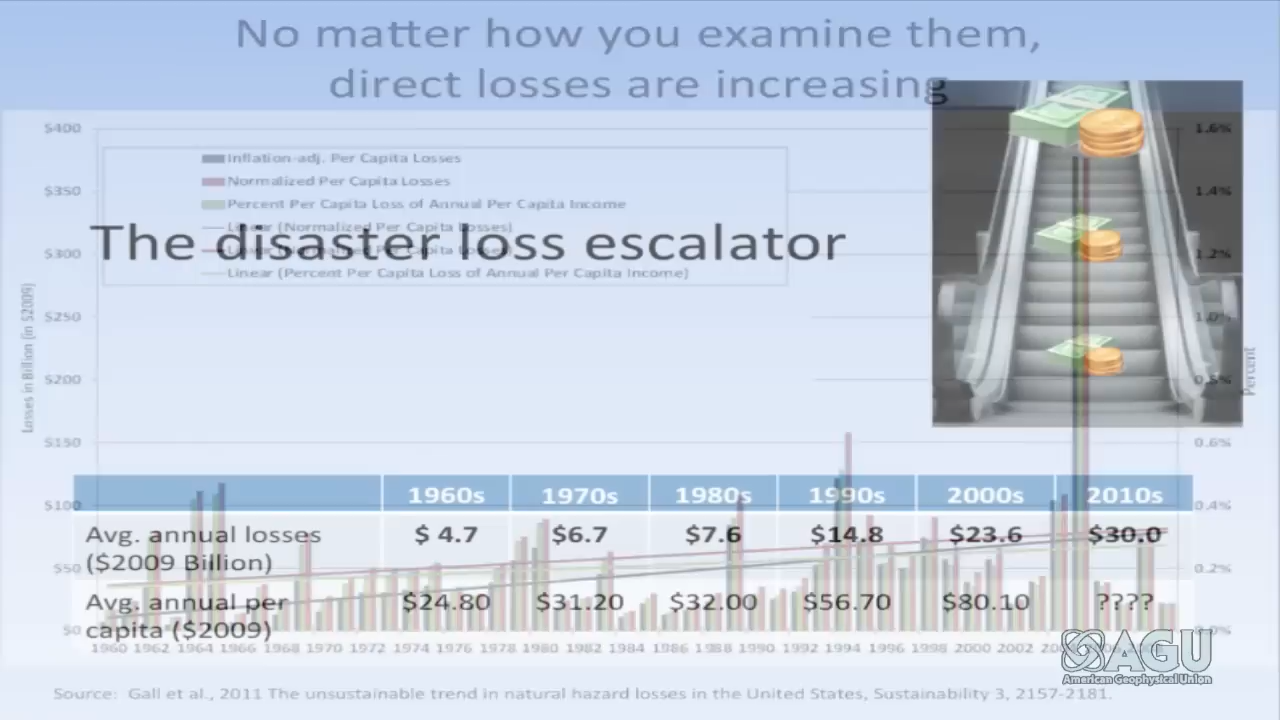 No matter how you examine them,
direct losses are increasing
$400
$350
$300
$250
$200
$150
$100
$50
$0
Losses in Billion (in $2009)
Inflation-adj. Per Capita Losses
Normalized Per Capita Losses
Percent Per Capita Loss of Annual Per Capita Income
Linear (Normalized Per Capita Losses)
The disaster loss escalator
Linear (Percent Per Capita Loss of Annual Per Capita Income)
1.6%
1.4%
1.2%
1.0%
0.8%
0.6%
0.4%
0.2%
0.0%
Percent
1960s 1970s 1980s 1990s 2000s 2010s
Avg. annual losses
($2009 Billion)
$ 4.7 $6.7 $7.6 $14.8 $23.6 $30.0
Avg. annual per
capita ($2009)
$24.80 $31.20 $32.00 $56.70 $80.10 ????
1960 1962 1964 1966 1968 1970 1972 1974 1976 1978 1980 1982 1984 1986 1988 1990 1992 1994 1996 1998 2000 2002
AGU
American Geophysical Union
Source: Gall et al., 2011 The unsustainable trend in natural hazard losses in the United States, Sustainability 3, 2157-2181.